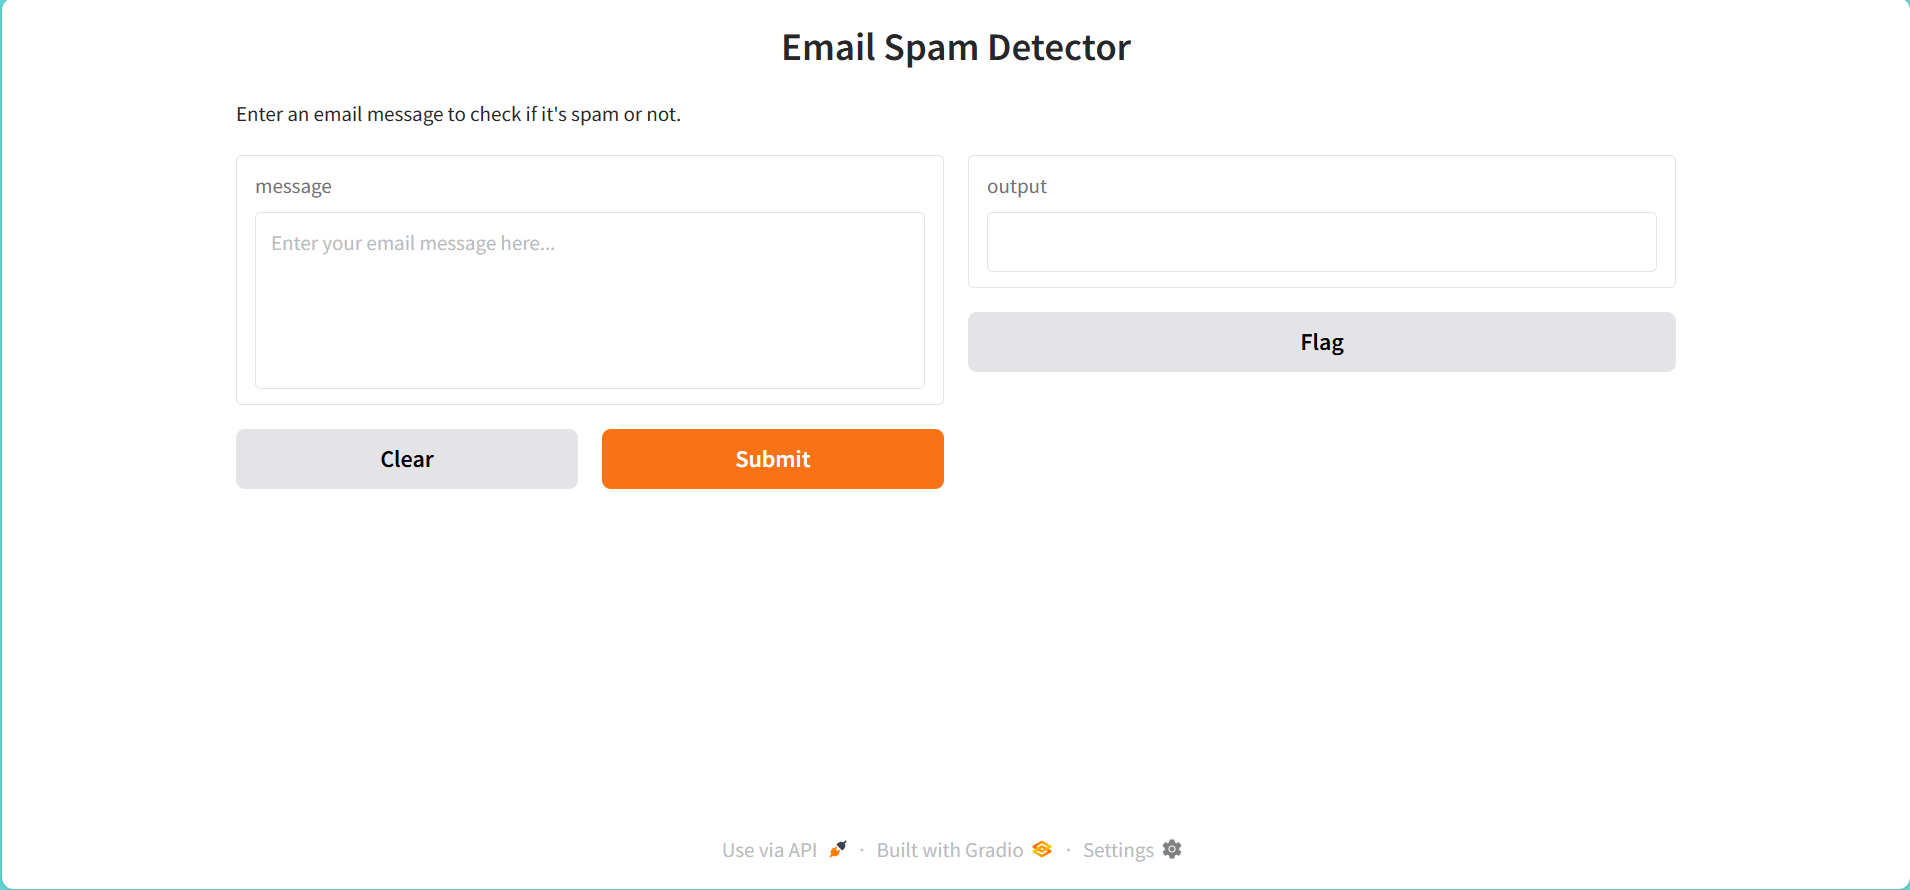 Email Spam Detector
Enter an email message to check if it's spam or not.
message
Enter your email message here...
Clear
Submit
output
Flag
Use via API · Built with Gradio · Settings